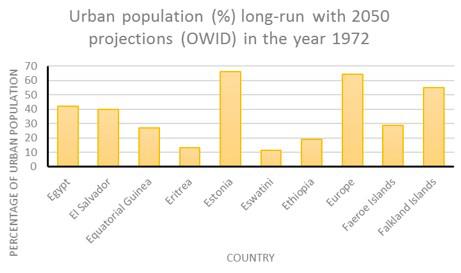 Urban population (%) long-run with 2050
projections (OWID) in the year 1972
PERCENTAGE OF URBAN POPULATION
70
60
50
40
30
20
10
0
Egypt
El Salvador
Equatorial Guinea
Eritrea
Estonia
Eswatini
Ethiopia
Europe
Faeroe Islands
Falkland Islands
COUNTRY